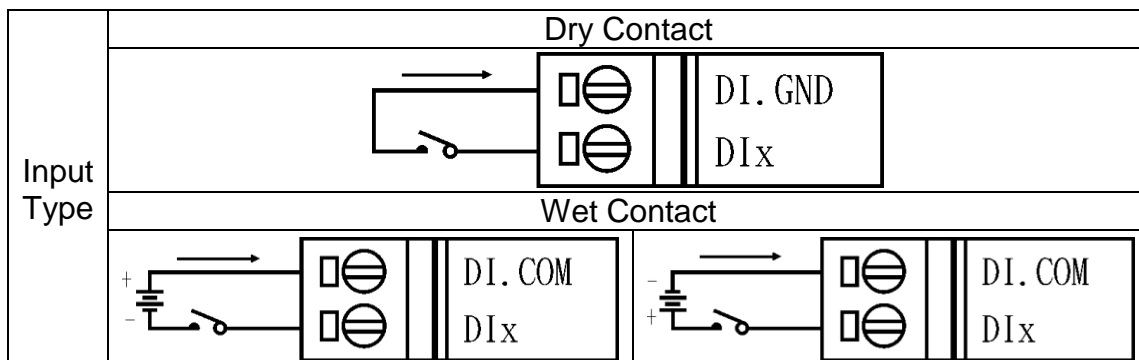 Input
Type
Dry Contact
DI.GND
DIx
Wet Contact
+
-
DI.COM
DIx
-
+
DI.COM
DIx